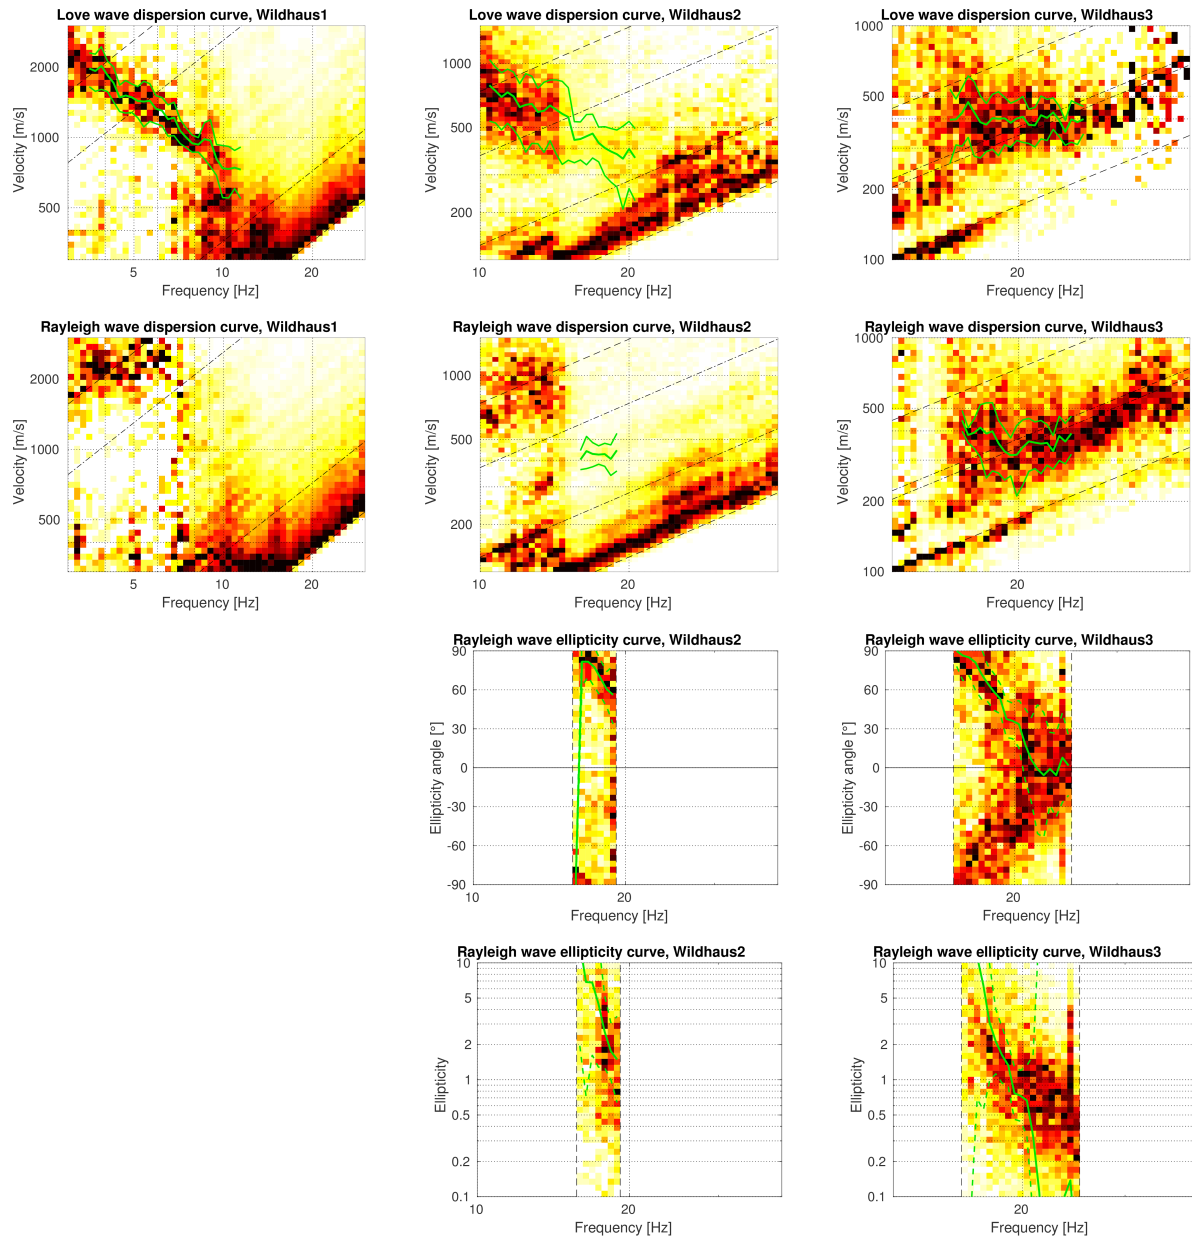 Love wave dispersion curve, Wildhaus1
2000
1000
500
Velocity [m/s]
5
10
20
Frequency [Hz]
Love wave dispersion curve, Wildhaus2
1000
500
200
Velocity [m/s]
10
20
Frequency [Hz]
Love wave dispersion curve, Wildhaus3
1000
500
200
100
Velocity [m/s]
20
Frequency [Hz]
Rayleigh wave dispersion curve, Wildhaus1
2000
1000
500
Velocity [m/s]
5
10
20
Frequency [Hz]
Rayleigh wave dispersion curve, Wildhaus2
1000
500
200
Velocity [m/s]
10
20
Frequency [Hz]
Rayleigh wave dispersion curve, Wildhaus3
1000
500
200
100
Velocity [m/s]
20
Frequency [Hz]
Rayleigh wave ellipticity curve, Wildhaus2
90
60
30
0
-30
-60
-90
Ellipticity angle [°]
10
20
Frequency [Hz]
Rayleigh wave ellipticity curve, Wildhaus3
90
60
30
0
-30
-60
-90
Ellipticity angle [°]
20
Frequency [Hz]
Rayleigh wave ellipticity curve, Wildhaus2
10
5
2
1
0.5
0.2
0.1
Ellipticity
10
20
Frequency [Hz]
Rayleigh wave ellipticity curve, Wildhaus3
10
5
2
1
0.5
0.2
0.1
Ellipticity
20
Frequency [Hz]